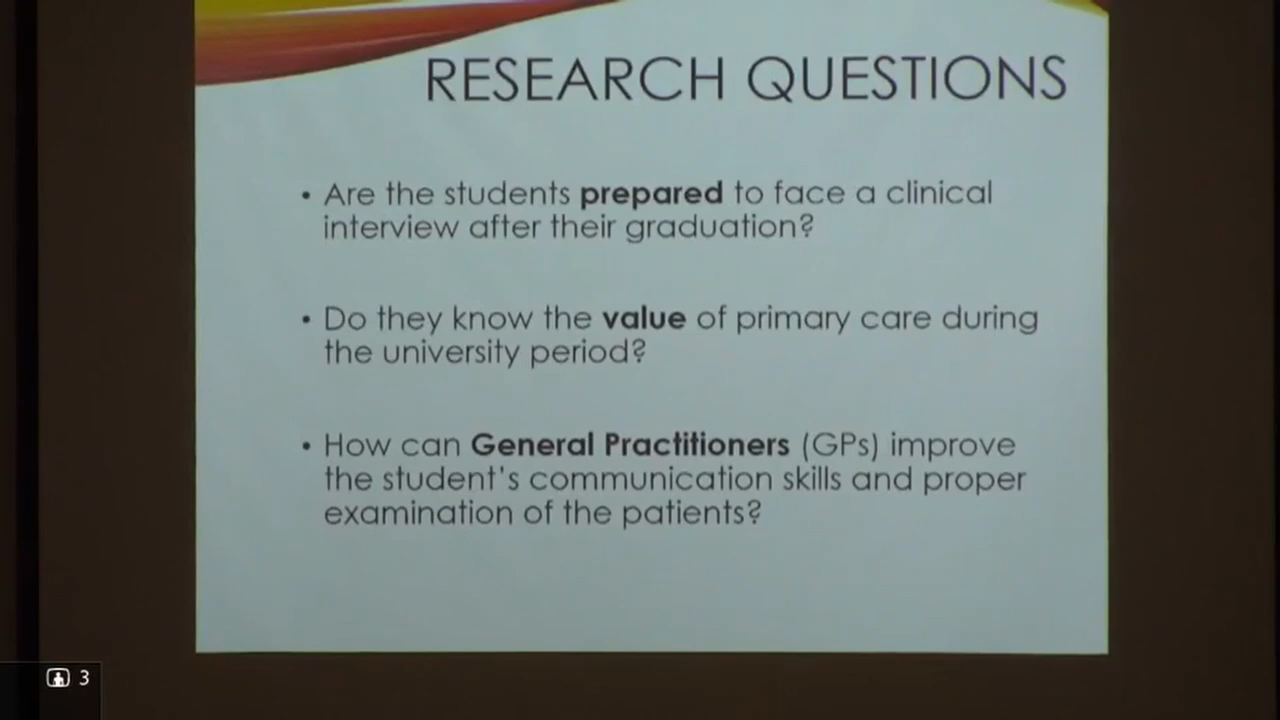 RESEARCH QUESTIONS
• Are the students prepared to face a clinical
interview after their graduation?
• Do they know the value of primary care during
the university period?
• How can General Practitioners (GPs) improve
the student's communication skills and proper
examination of the patients?
3